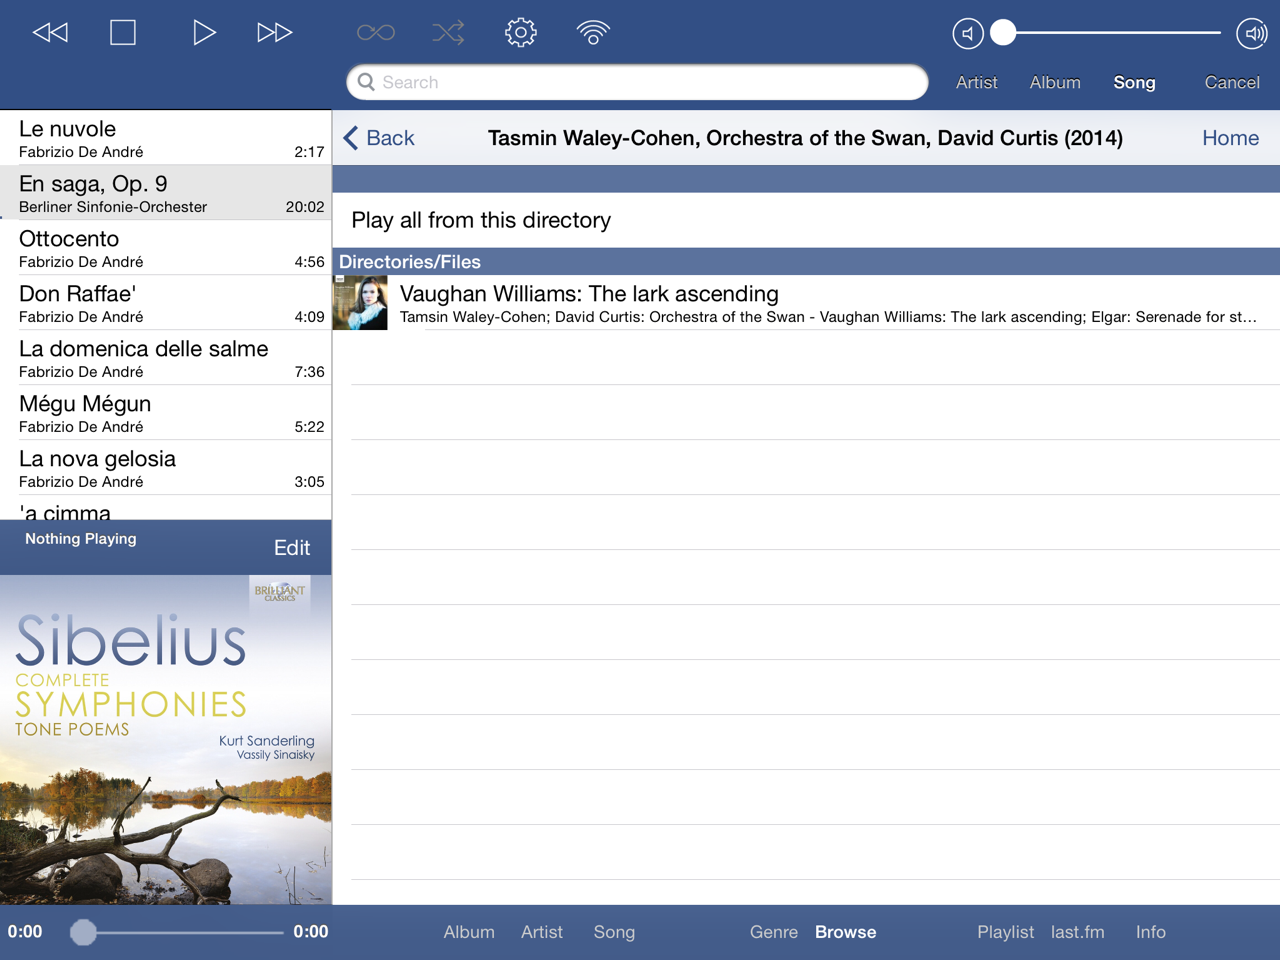 Search
Artist
Album
Song
Cancel
Le nuvole
Fabrizio De André
2:17
En saga, Op. 9
Berliner Sinfonie-Orchester
20:02
Ottocento
Fabrizio De André
4:56
Don Raffae'
Fabrizio De André
4:09
La domenica delle salme
Fabrizio De André
7:36
Mégu Mégun
Fabrizio De André
5:22
La nova gelosia
Fabrizio De André
3:05
'a cimma
Nothing Playing
Edit
BRILLIANT
CLASSICS
Sibelius
COMPLETE
SYMPHONIES
TONE POEMS
Kurt Sanderling
Vassily Sinaisky
Back
Tasmin Waley-Cohen, Orchestra of the Swan, David Curtis (2014)
Home
Play all from this directory
Directories/Files
Vaughan Williams: The lark ascending
Tamsin Waley-Cohen; David Curtis: Orchestra of the Swan - Vaughan Williams: The lark ascending; Elgar: Serenade for st…
0:00
0:00
Album
Artist
Song
Genre
Browse
Playlist
last.fm
Info